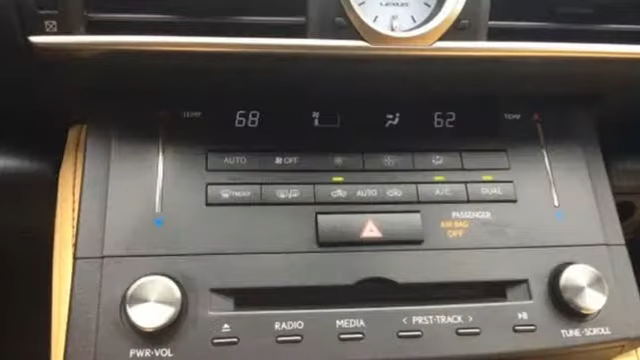 LEXUS
TEMP 68 62 TEMP
AUTO OFF
FRONT AUTO A/C DUAL
PASSENGER
AIR BAG
OFF
RADIO MEDIA < PRST·TRACK >
PWR·VOL TUNE·SCROLL